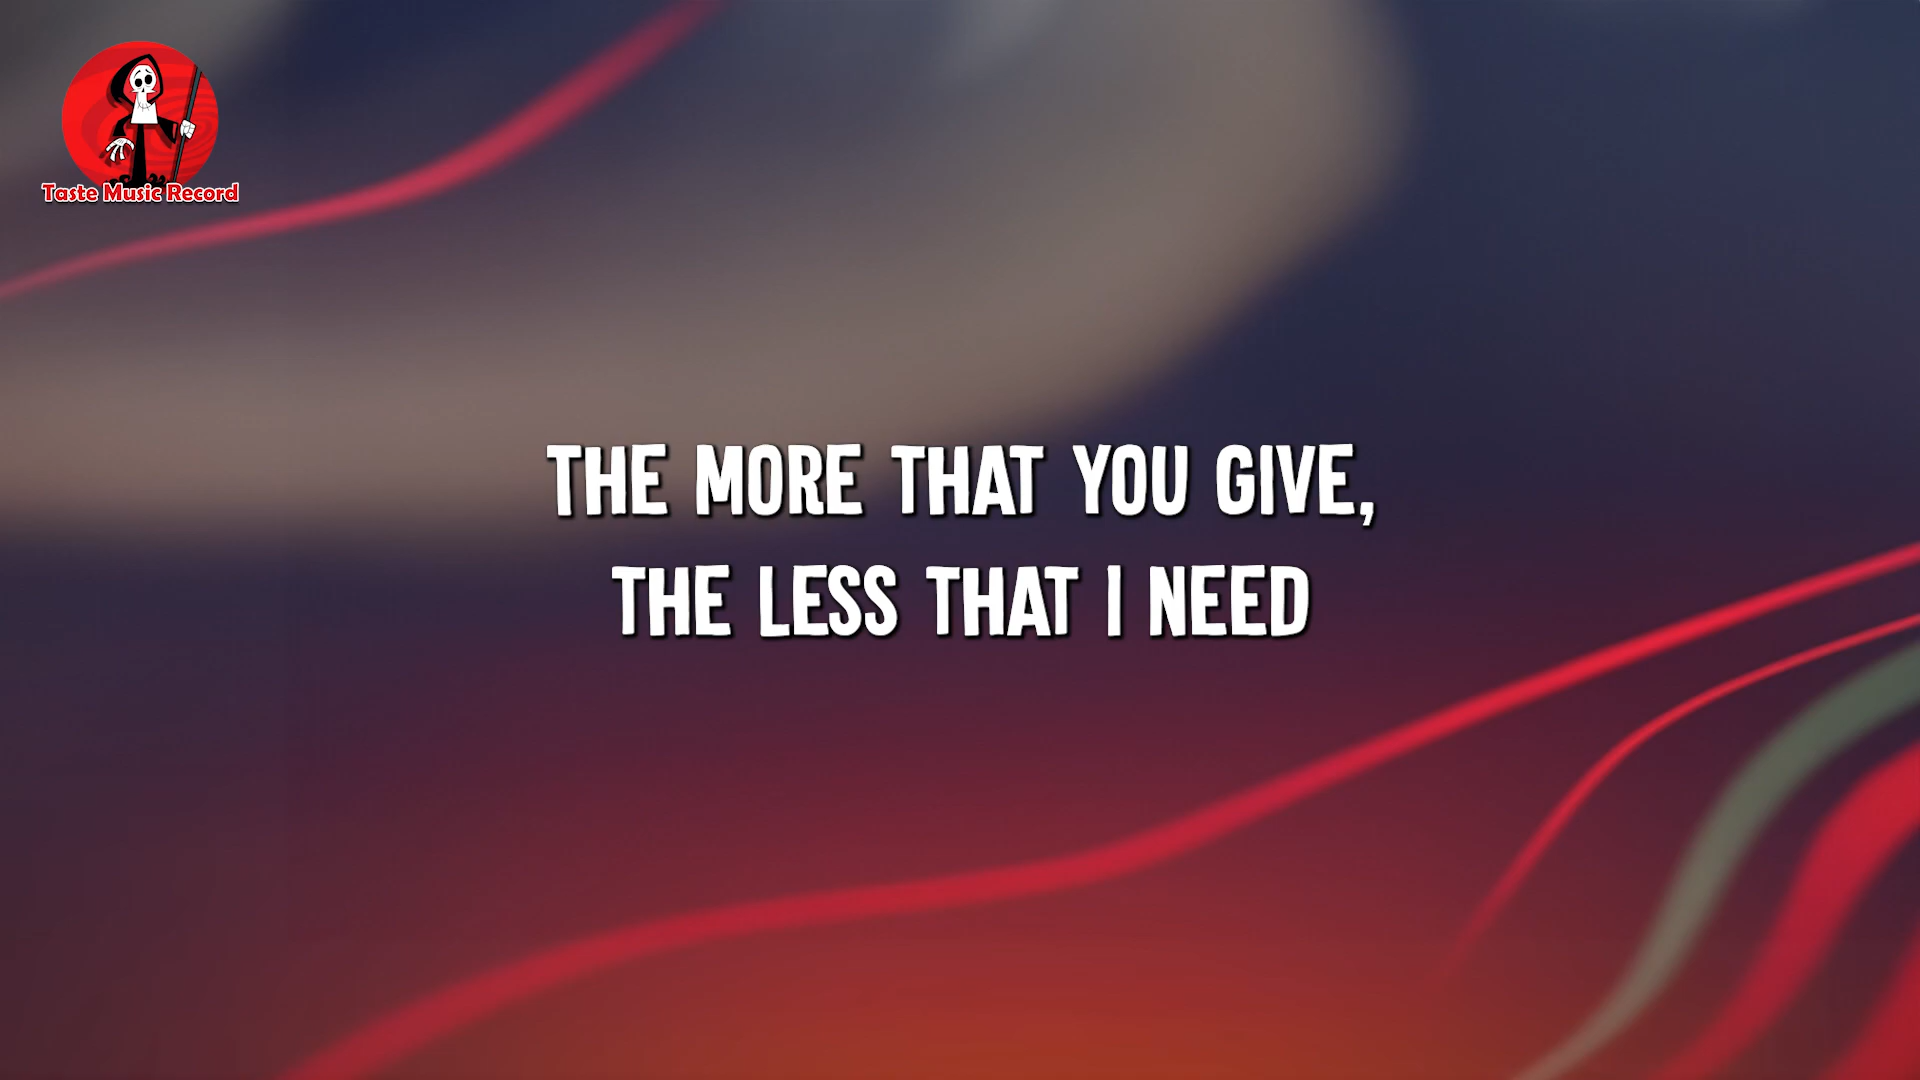 Taste Music Record
THE MORE THAT YOU GIVE,
THE LESS THAT I NEED